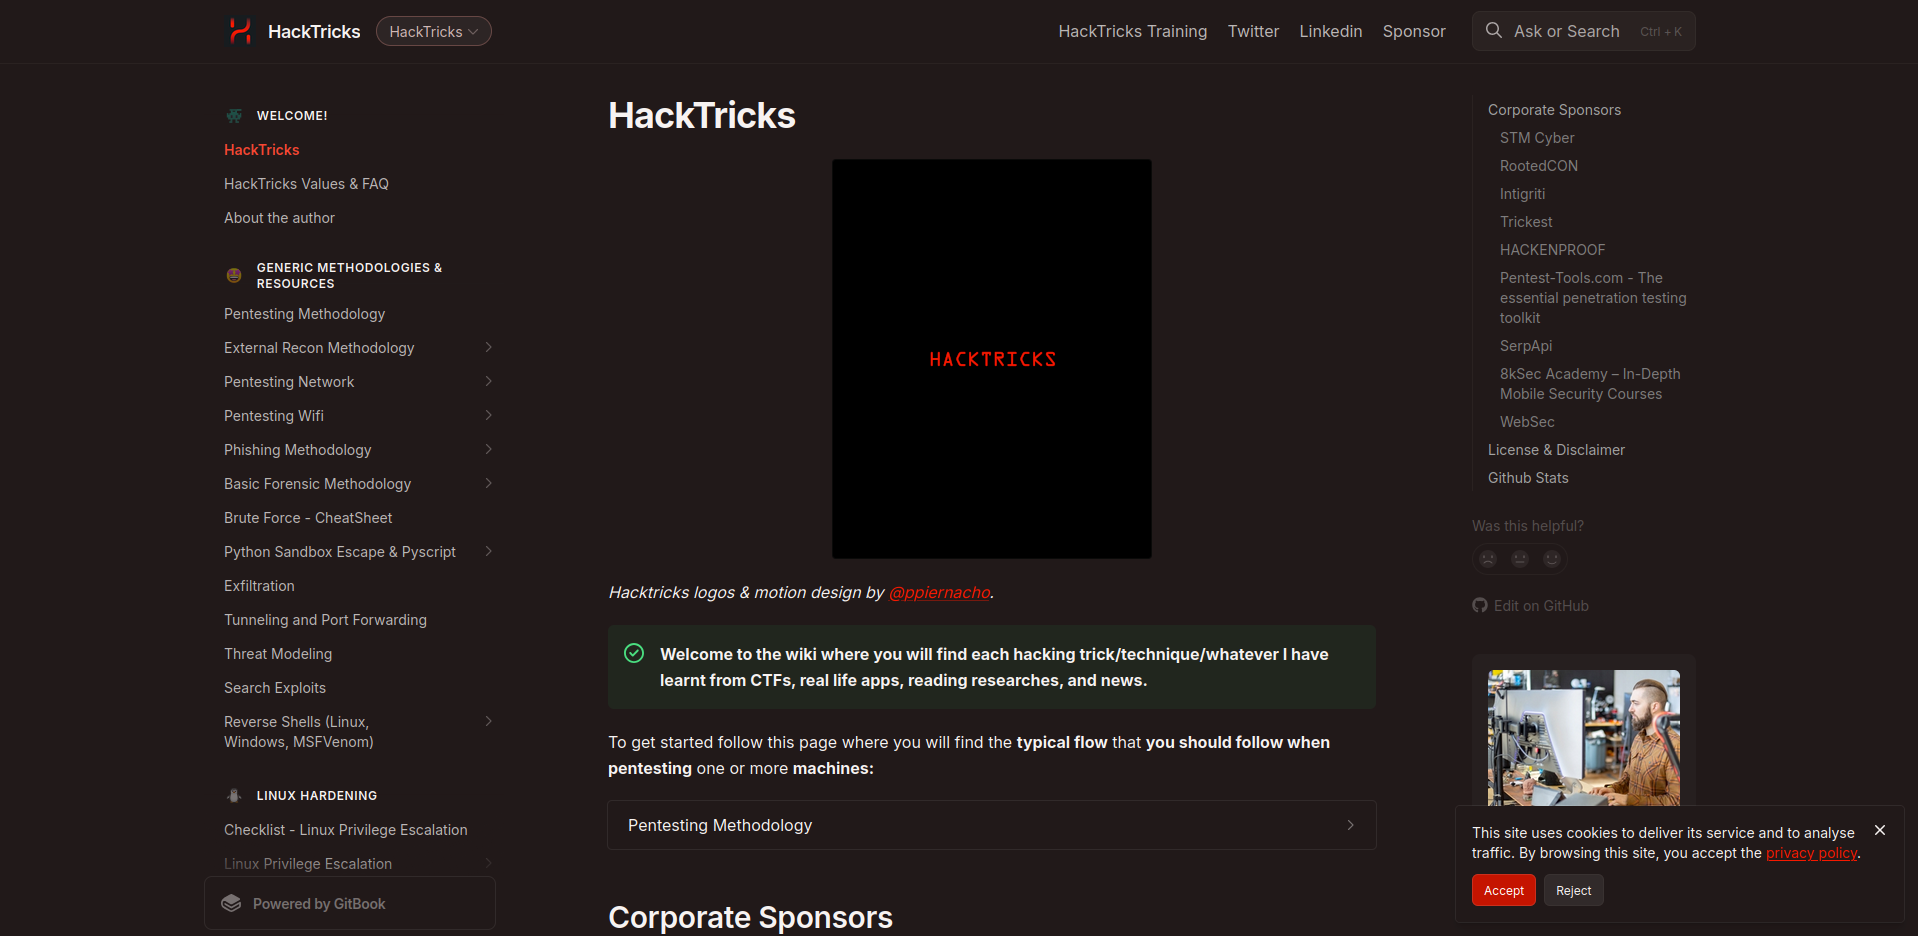 HackTricks
HackTricks
HackTricks Training
Twitter
Linkedin
Sponsor
Ask or Search
Ctrl + K
WELCOME!
HackTricks
HackTricks Values & FAQ
About the author
GENERIC METHODOLOGIES &
RESOURCES
Pentesting Methodology
External Recon Methodology
Pentesting Network
Pentesting Wifi
Phishing Methodology
Basic Forensic Methodology
Brute Force - CheatSheet
Python Sandbox Escape & Pyscript
Exfiltration
Tunneling and Port Forwarding
Threat Modeling
Search Exploits
Reverse Shells (Linux,
Windows, MSFVenom)
LINUX HARDENING
Checklist - Linux Privilege Escalation
Linux Privilege Escalation
Powered by GitBook
HackTricks
HACKTRICKS
Hacktricks logos & motion design by @ppiernacho.
Welcome to the wiki where you will find each hacking trick/technique/whatever I have
learnt from CTFs, real life apps, reading researches, and news.
To get started follow this page where you will find the typical flow that you should follow when
pentesting one or more machines:
Pentesting Methodology
Corporate Sponsors
Corporate Sponsors
STM Cyber
RootedCON
Intigriti
Trickest
HACKENPROOF
Pentest-Tools.com - The
essential penetration testing
toolkit
SerpApi
8kSec Academy – In-Depth
Mobile Security Courses
WebSec
License & Disclaimer
Github Stats
Was this helpful?
Edit on GitHub
This site uses cookies to deliver its service and to analyse
traffic. By browsing this site, you accept the privacy policy.
Accept
Reject